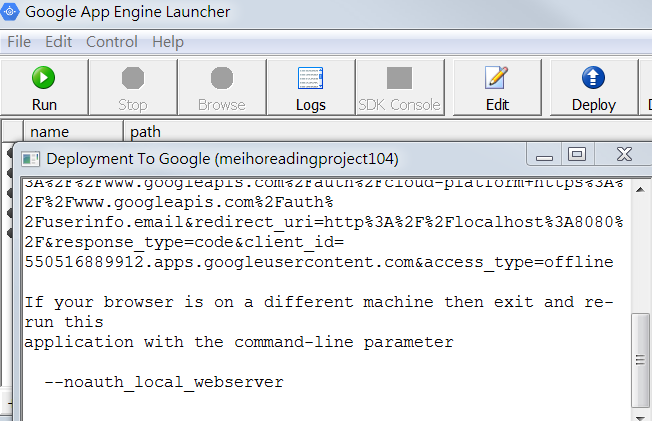 Google App Engine Launcher
File Edit Control Help
Run Stop Browse Logs SDK Console Edit Deploy
name path
Deployment To Google (meihoreadingproject104)
3A%2F%2Fwww.googleapis.com%2Fauth%2Fcloud-platform+https%3A%
2F%2Fwww.googleapis.com%2Fauth%
2Fuserinfo.email&redirect_uri=http%3A%2F%2Flocalhost%3A8080%
2F&response_type=code&client_id=
550516889912.apps.googleusercontent.com&access_type=offline
If your browser is on a different machine then exit and re-
run this
application with the command-line parameter
--noauth_local_webserver